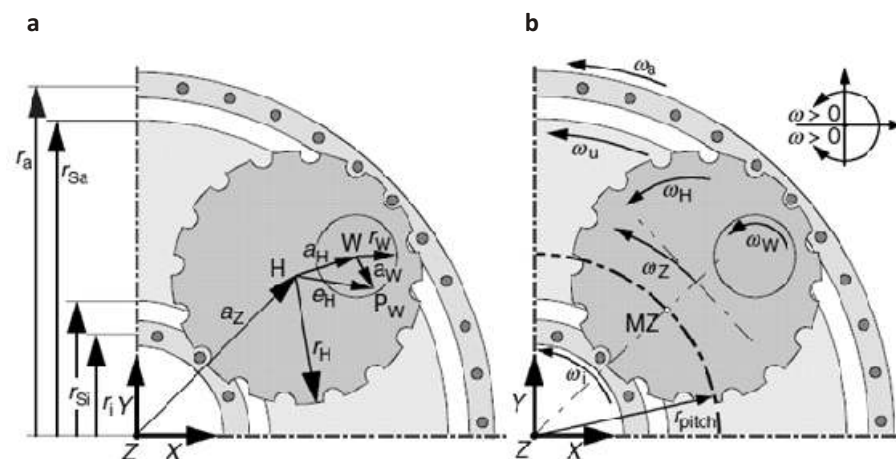 a
b
ωa
ω > 0
ω > 0
ra
rSa
ωu
ωH
H
aH
W
rW
aW
eH
PW
ωZ
ωW
aZ
MZ
rH
rSi
ri
Y
Z
X
ωi
rpitch
Y
Z
X